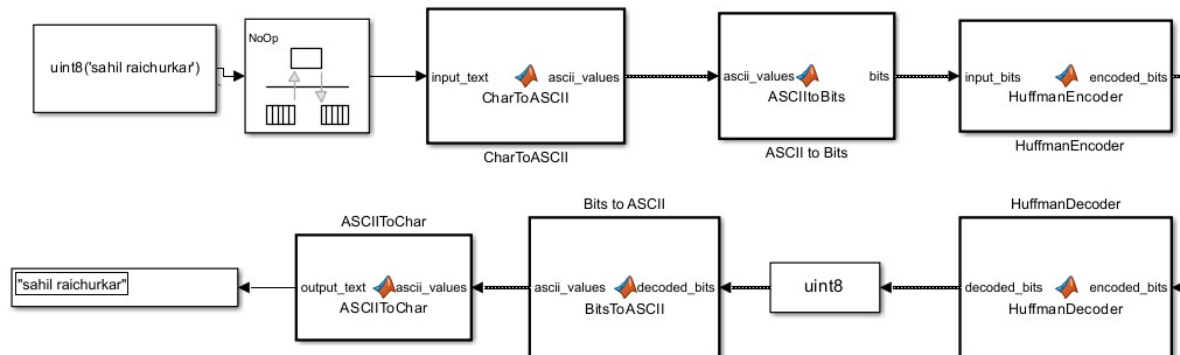 uint8('sahil raichurkar')
NoOp
input_text ascii_values
CharToASCII
CharToASCII
ascii_values bits
ASCIItoBits
ASCII to Bits
input_bits encoded_bits
HuffmanEncoder
HuffmanEncoder
"sahil raichurkar"
ASCIIToChar
output_text ascii_values
ASCIIToChar
Bits to ASCII
ascii_values decoded_bits
BitsToASCII
uint8
HuffmanDecoder
decoded_bits encoded_bits
HuffmanDecoder